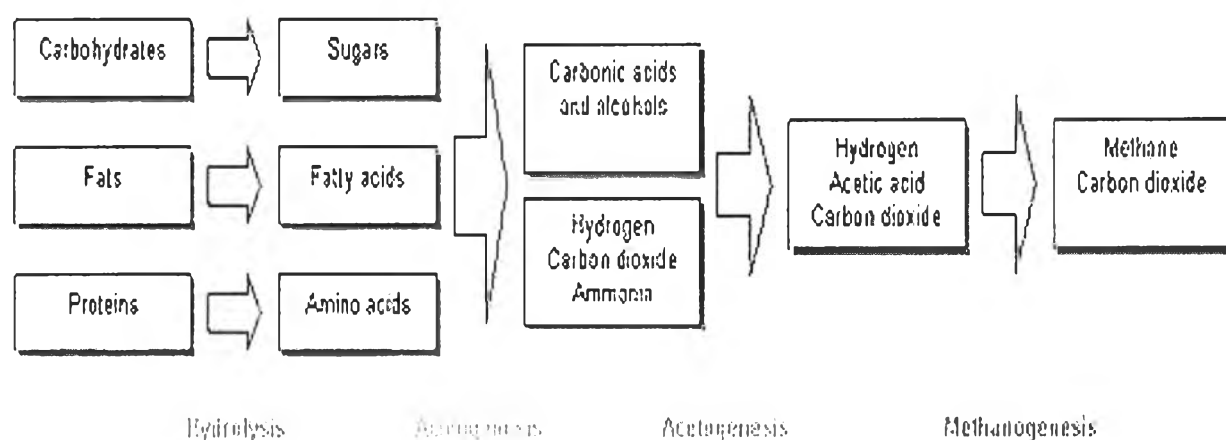 Carbohydrates
Sugars
Carbonic acids
and alcohols
Fats
Fatty acids
Hydrogen
Carbon dioxide
Ammonia
Proteins
Amino acids
Hydrogen
Acetic acid
Carbon dioxide
Methane
Carbon dioxide
Hydrolysis
Acetogenesis
Methanogenesis